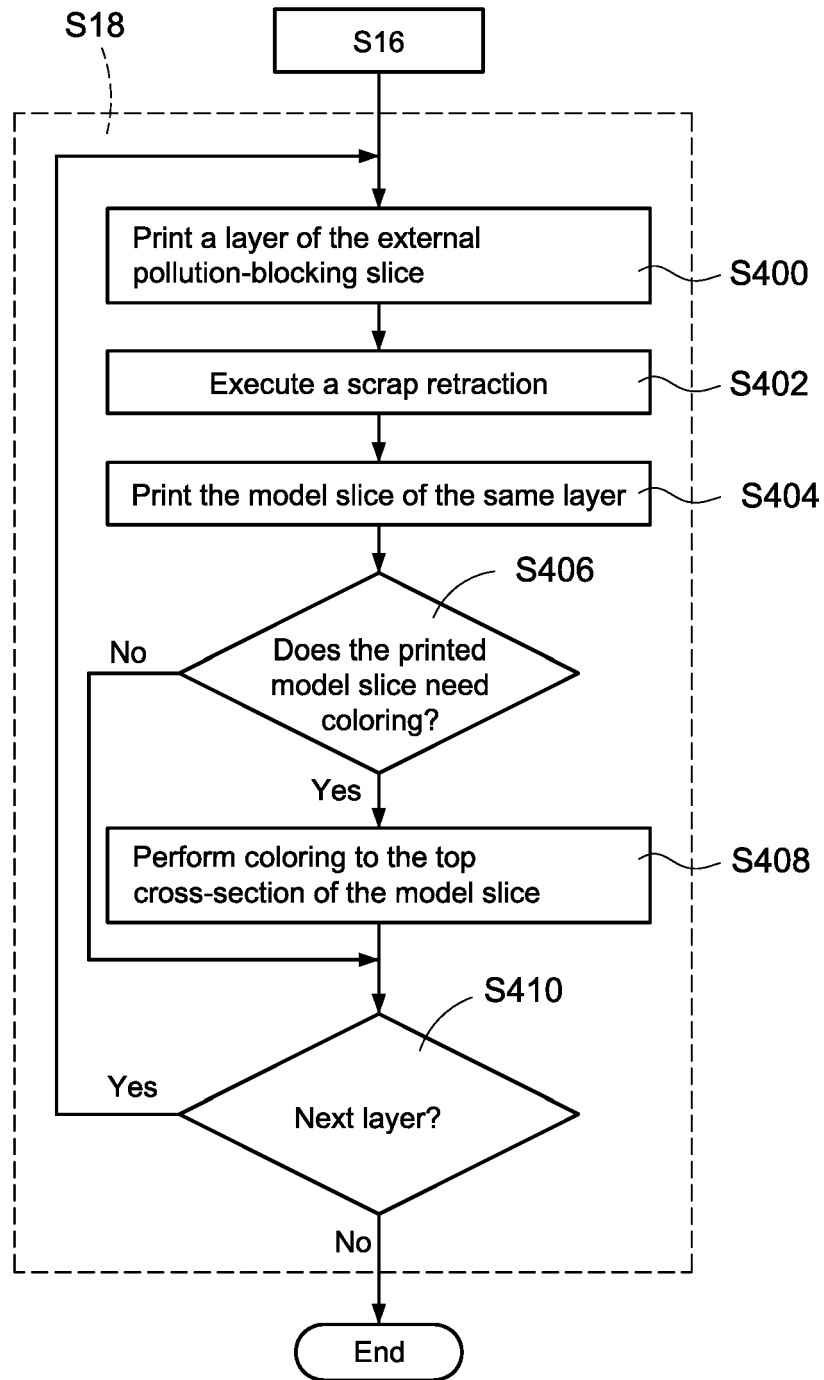 S18
S16
Print a layer of the external
pollution-blocking slice
S400
Execute a scrap retraction
S402
Print the model slice of the same layer
S404
S406
No
Does the printed
model slice need
coloring?
Yes
Perform coloring to the top
cross-section of the model slice
S408
S410
Yes
Next layer?
No
End